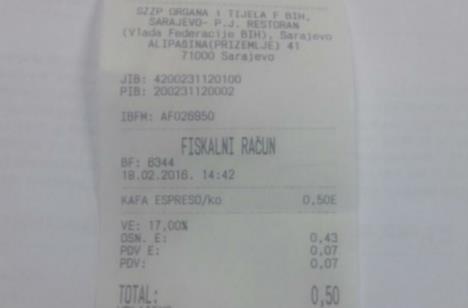 SZZP ORGANA I TIJELA F BIH,
SARAJEVO- P.J. RESTORAN
(Vlada Federacije BIH), Sarajevo
ALIPAŠINA(PRIZEMLJE) 41
71000 Sarajevo
JIB: 4200231120100
PIB: 200231120002
IBFM: AF026950
FISKALNI RAČUN
BF: 6344
18.02.2016. 14:42
KAFA ESPRESO/ko 0,50E
VE: 17,00%
OSN. E: 0,43
PDV E: 0,07
PDV: 0,07
TOTAL: 0,50